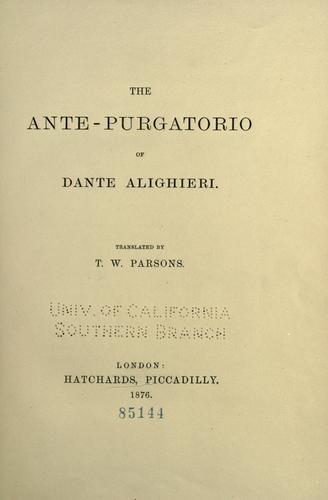 THE
ANTE-PURGATORIO
OF
DANTE ALIGHIERI.
TRANSLATED BY
T. W. PARSONS.
UNIV. OF CALIFORNIA
SOUTHERN BRANCH
LONDON:
HATCHARDS, PICCADILLY.
1876.
85144